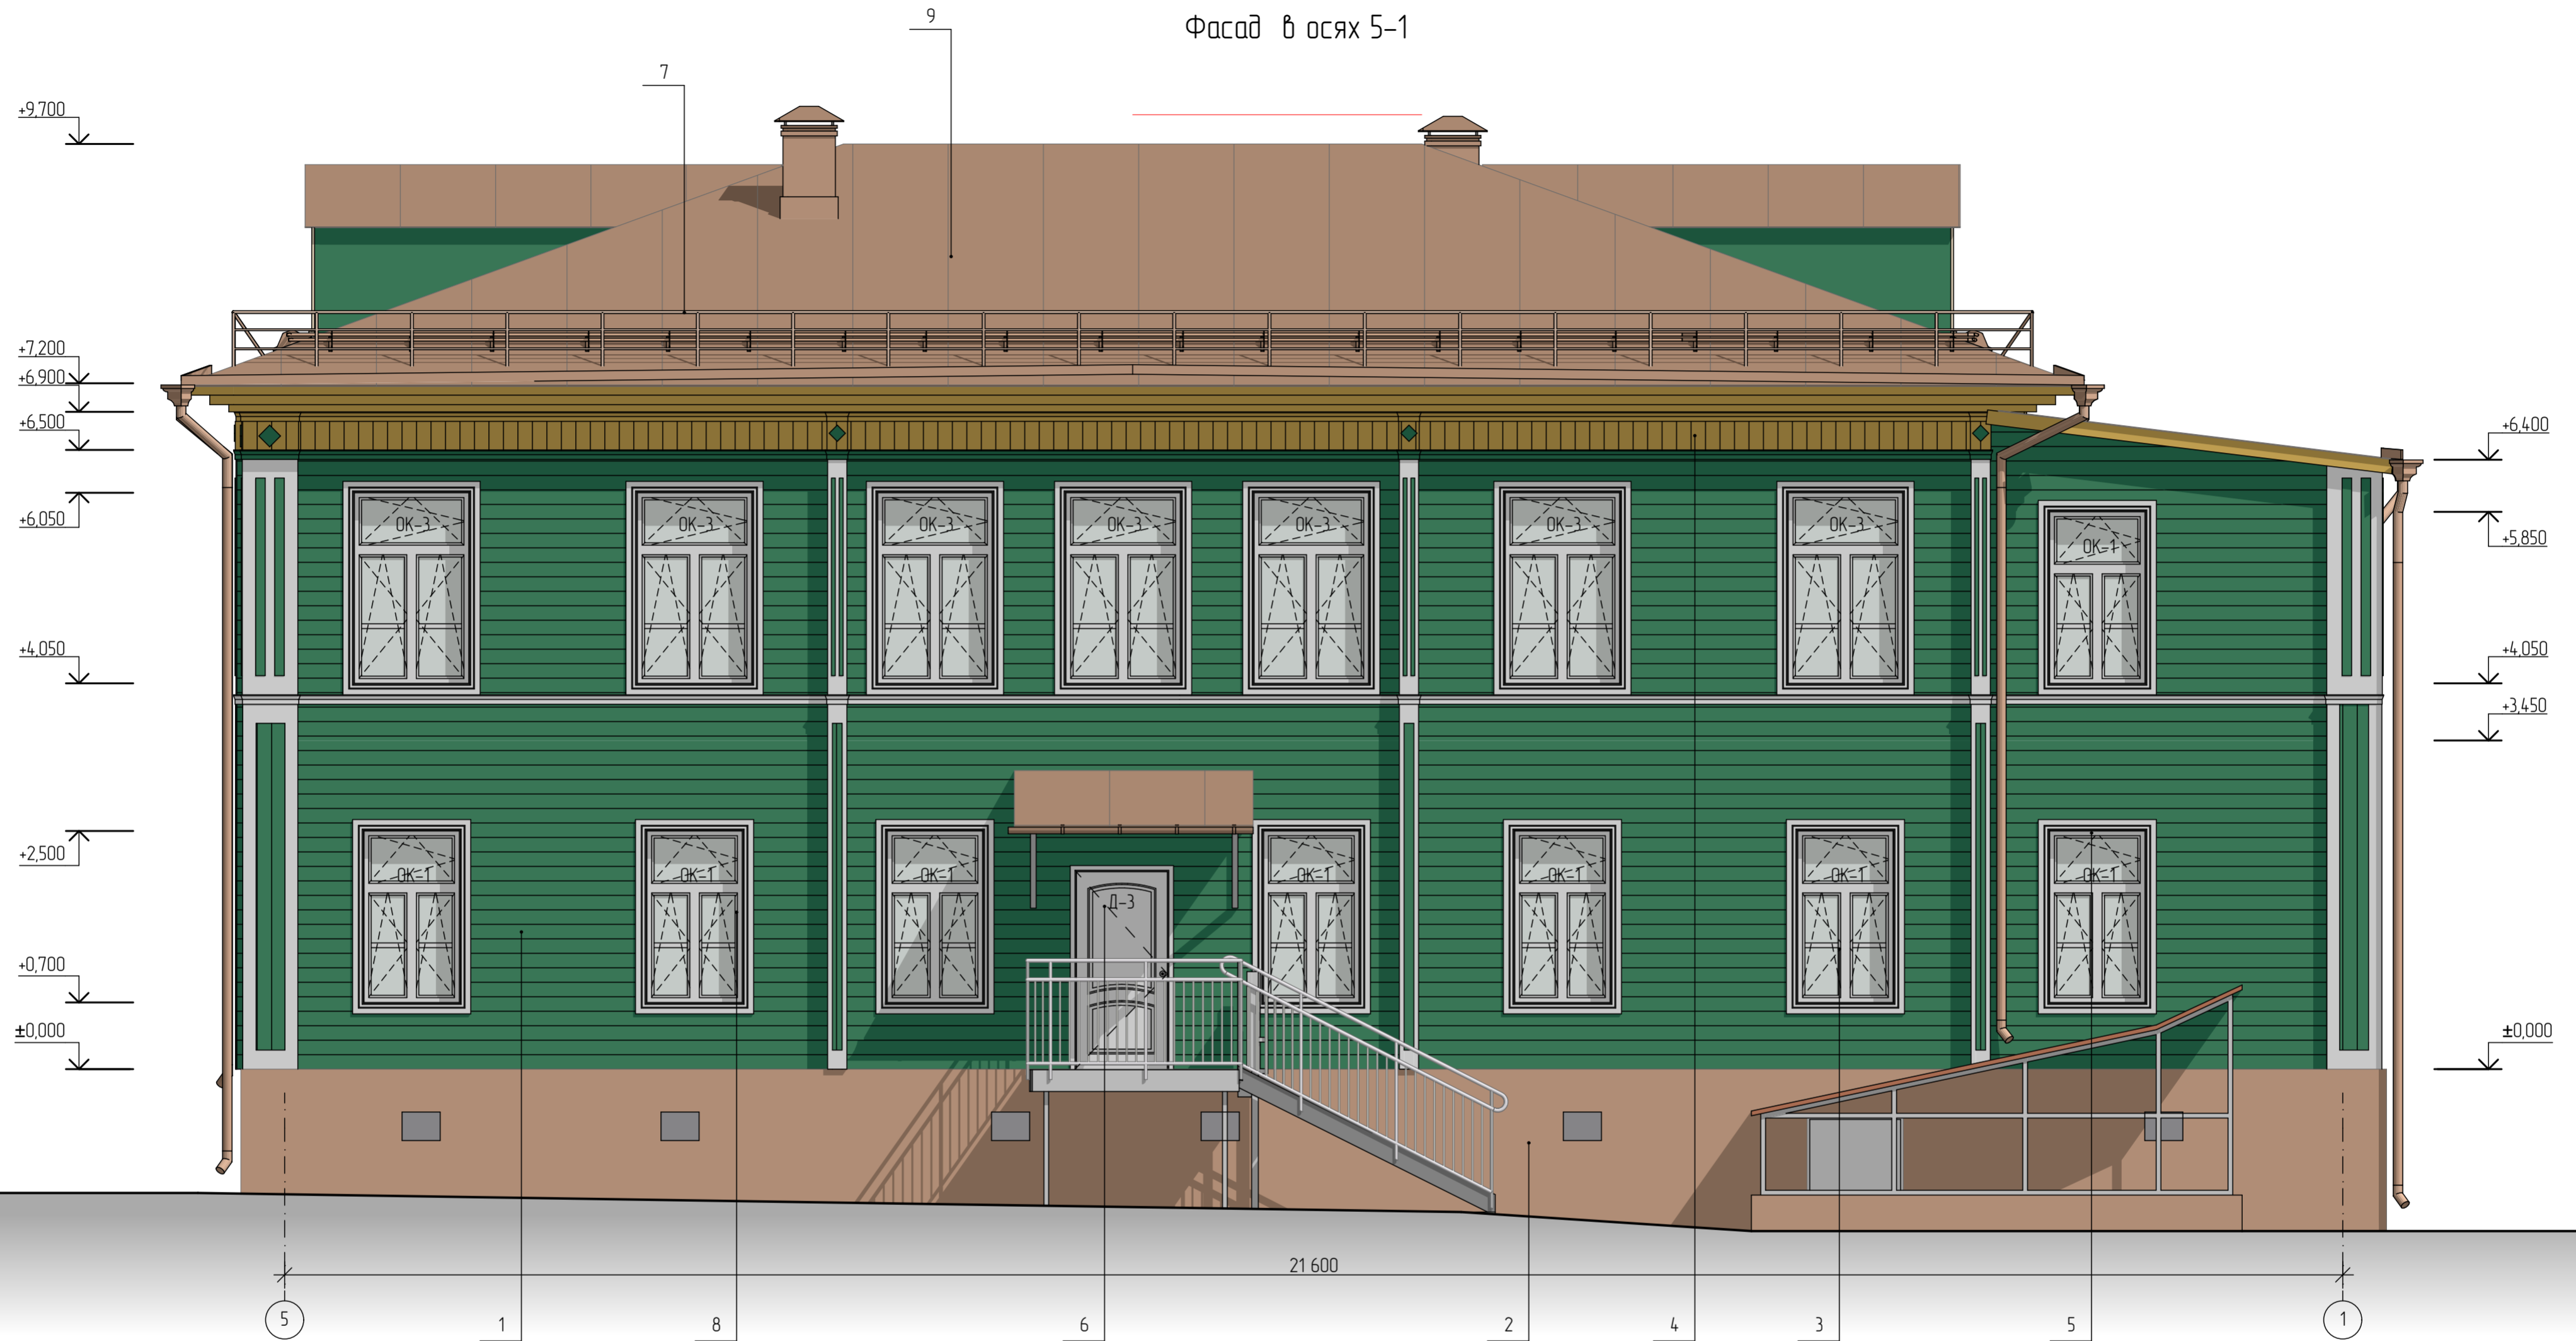 Фасад в осях 5-1
9
7
+9,700
+7,200
+6,900
+6,500
+6,400
+6,050
+5,850
ОК-3
ОК-3
ОК-3
ОК-3
ОК-3
ОК-3
ОК-3
ОК-1
+4,050
+4,050
+3,450
+2,500
ОК-1
ОК-1
ОК-1
Д-3
ОК-1
ОК-1
ОК-1
ОК-1
+0,700
±0,000
±0,000
21 600
5
1
8
6
2
4
3
5
1